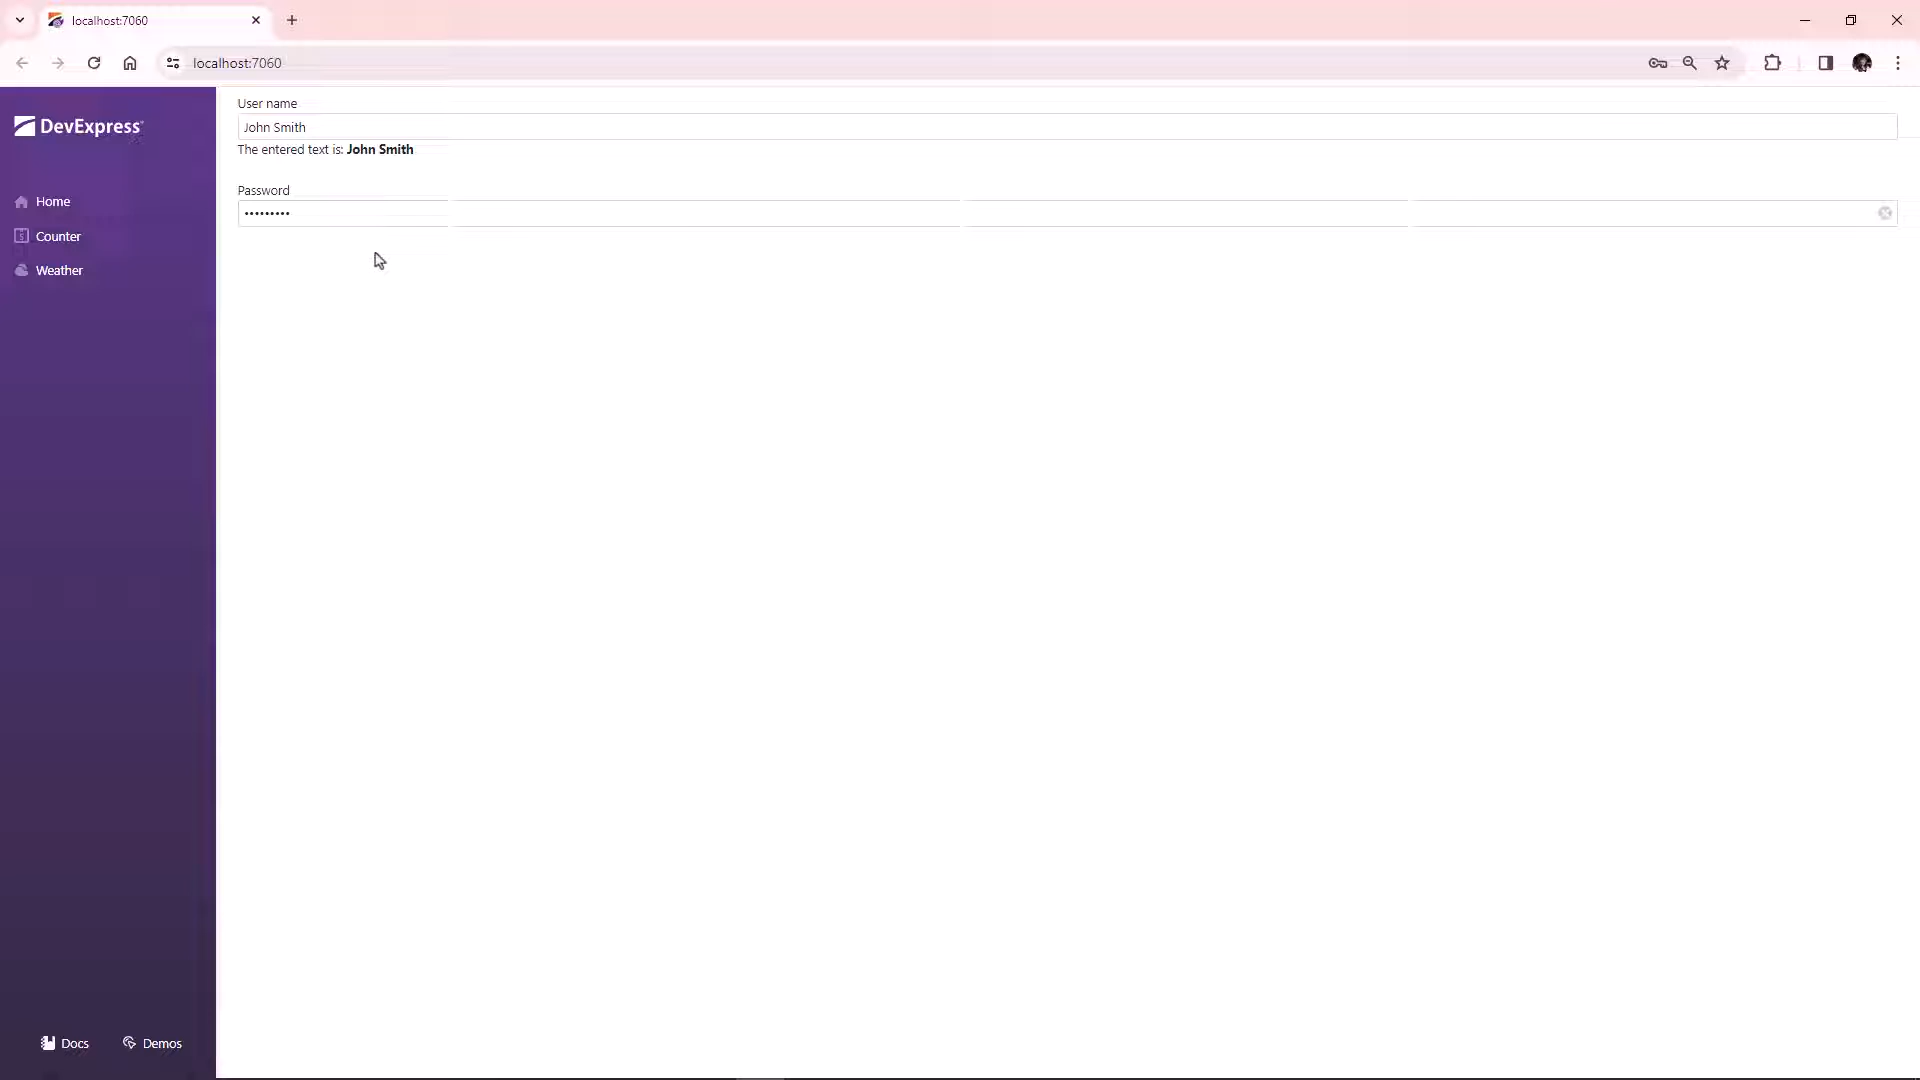 localhost:7060
localhost:7060
DevExpress
Home
Counter
Weather
Docs
Demos
User name
John Smith
The entered text is: John Smith
Password
•••••••••